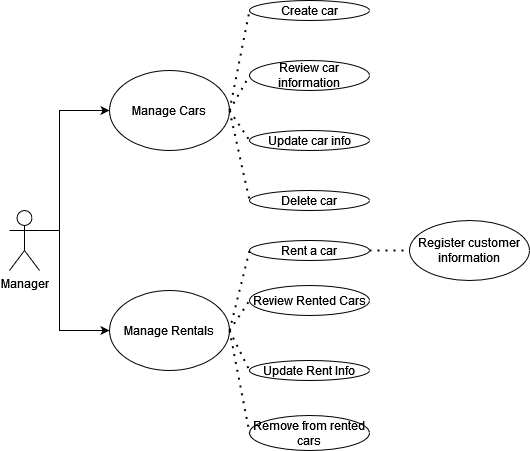 Create car
Review car
information
Manage Cars
Update car info
Delete car
Manager
Rent a car
Register customer
information
Review Rented Cars
Manage Rentals
Update Rent Info
Remove from rented
cars